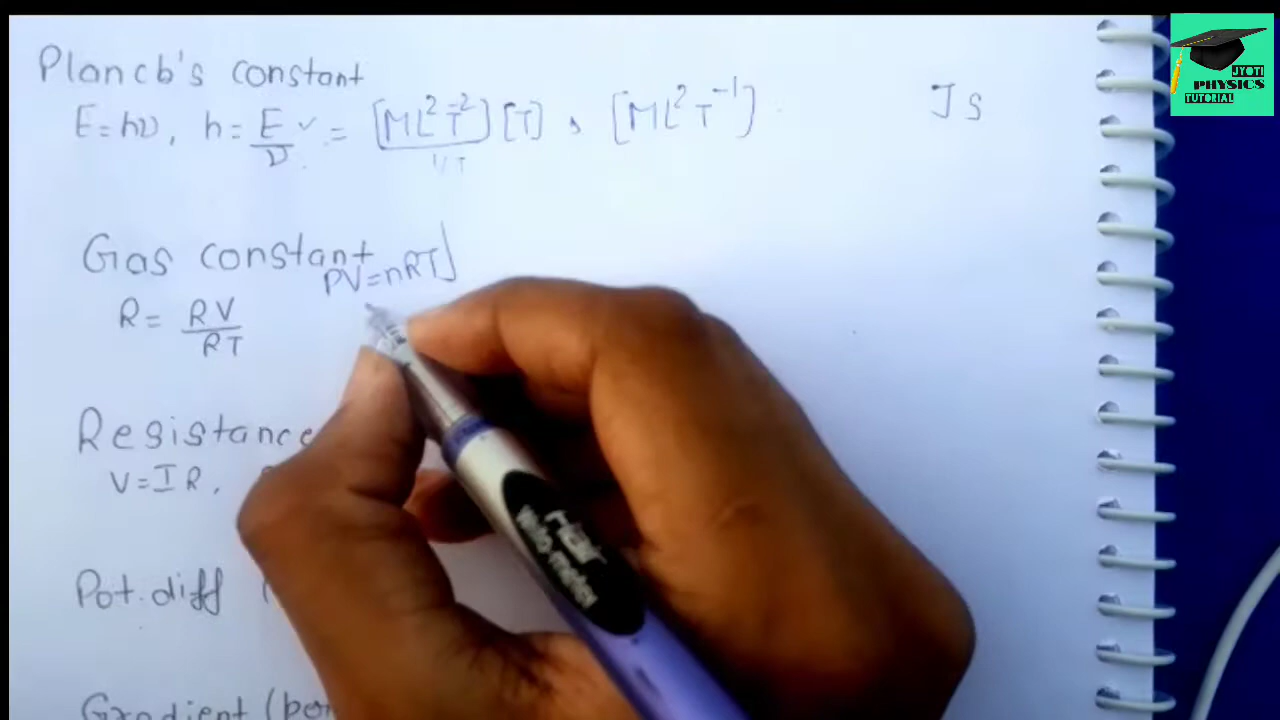 Planck's constant
E=hν, h= E/ν = [ML²T⁻²]/1/T [T] , [ML²T⁻¹] JS
Gas constant
PV=nRT
R= RV/RT
Resistance
V=IR,
Pot.diff (
Gradient (
JYOTI
PHYSICS
TUTORIAL